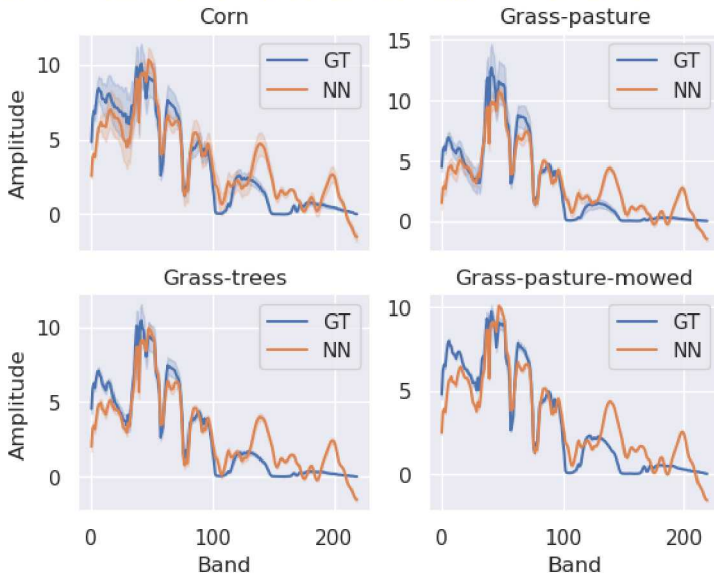 Corn
Grass-pasture
GT
NN
GT
NN
Amplitude
10
5
0
15
10
5
0
Grass-trees
Grass-pasture-mowed
GT
NN
GT
NN
Amplitude
10
5
0
10
5
0
0
100
200
0
100
200
Band
Band